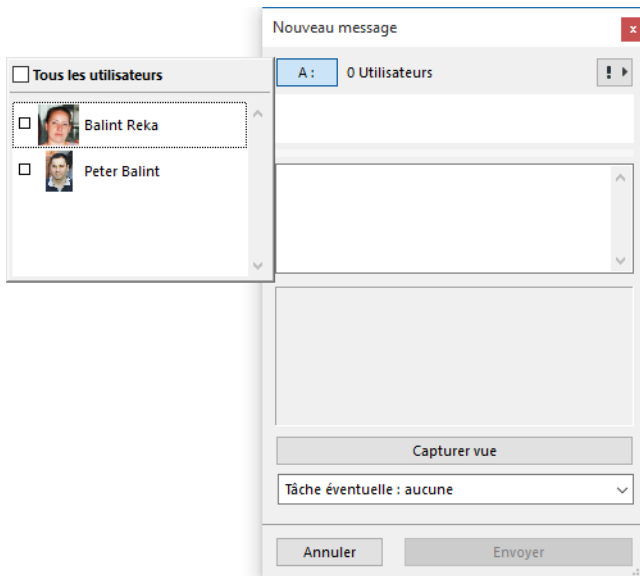 Nouveau message
x
Tous les utilisateurs
A :
0 Utilisateurs
!
Balint Reka
Peter Balint
Capturer vue
Tâche éventuelle : aucune
Annuler
Envoyer